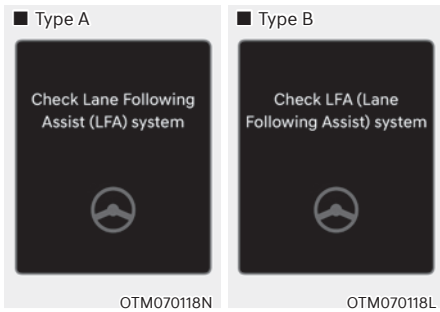 ■ Type A
Check Lane Following
Assist (LFA) system
OTM070118N
■ Type B
Check LFA (Lane
Following Assist) system
OTM070118L